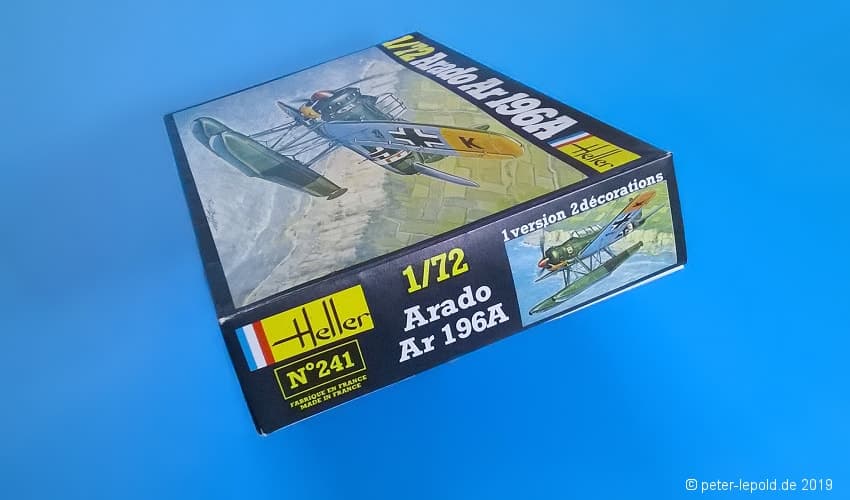 1/72 Arado Ar 196A
Heller
K
1 version 2 décorations
1/72
Arado
Ar 196A
Heller
N°241
FABRIQUE EN FRANCE
MADE IN FRANCE
© peter-lepold.de 2019